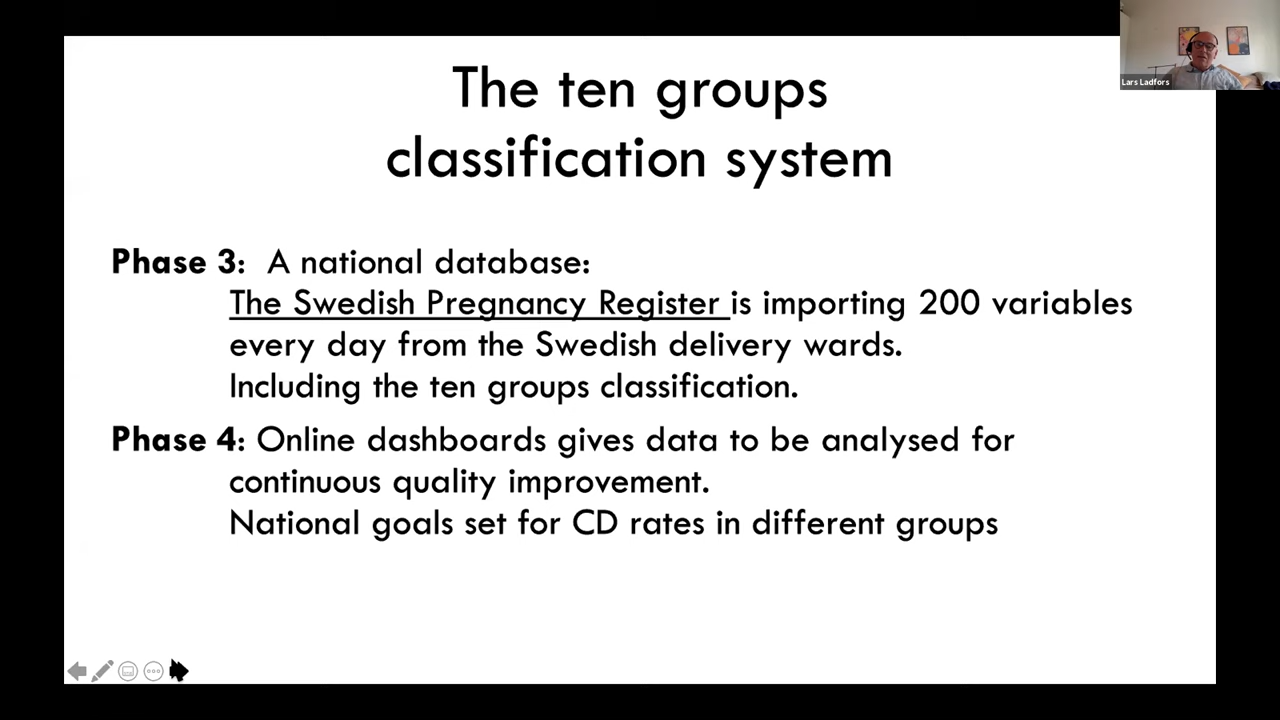 Lars Ladfors
The ten groups
classification system
Phase 3: A national database:
The Swedish Pregnancy Register is importing 200 variables
every day from the Swedish delivery wards.
Including the ten groups classification.
Phase 4: Online dashboards gives data to be analysed for
continuous quality improvement.
National goals set for CD rates in different groups